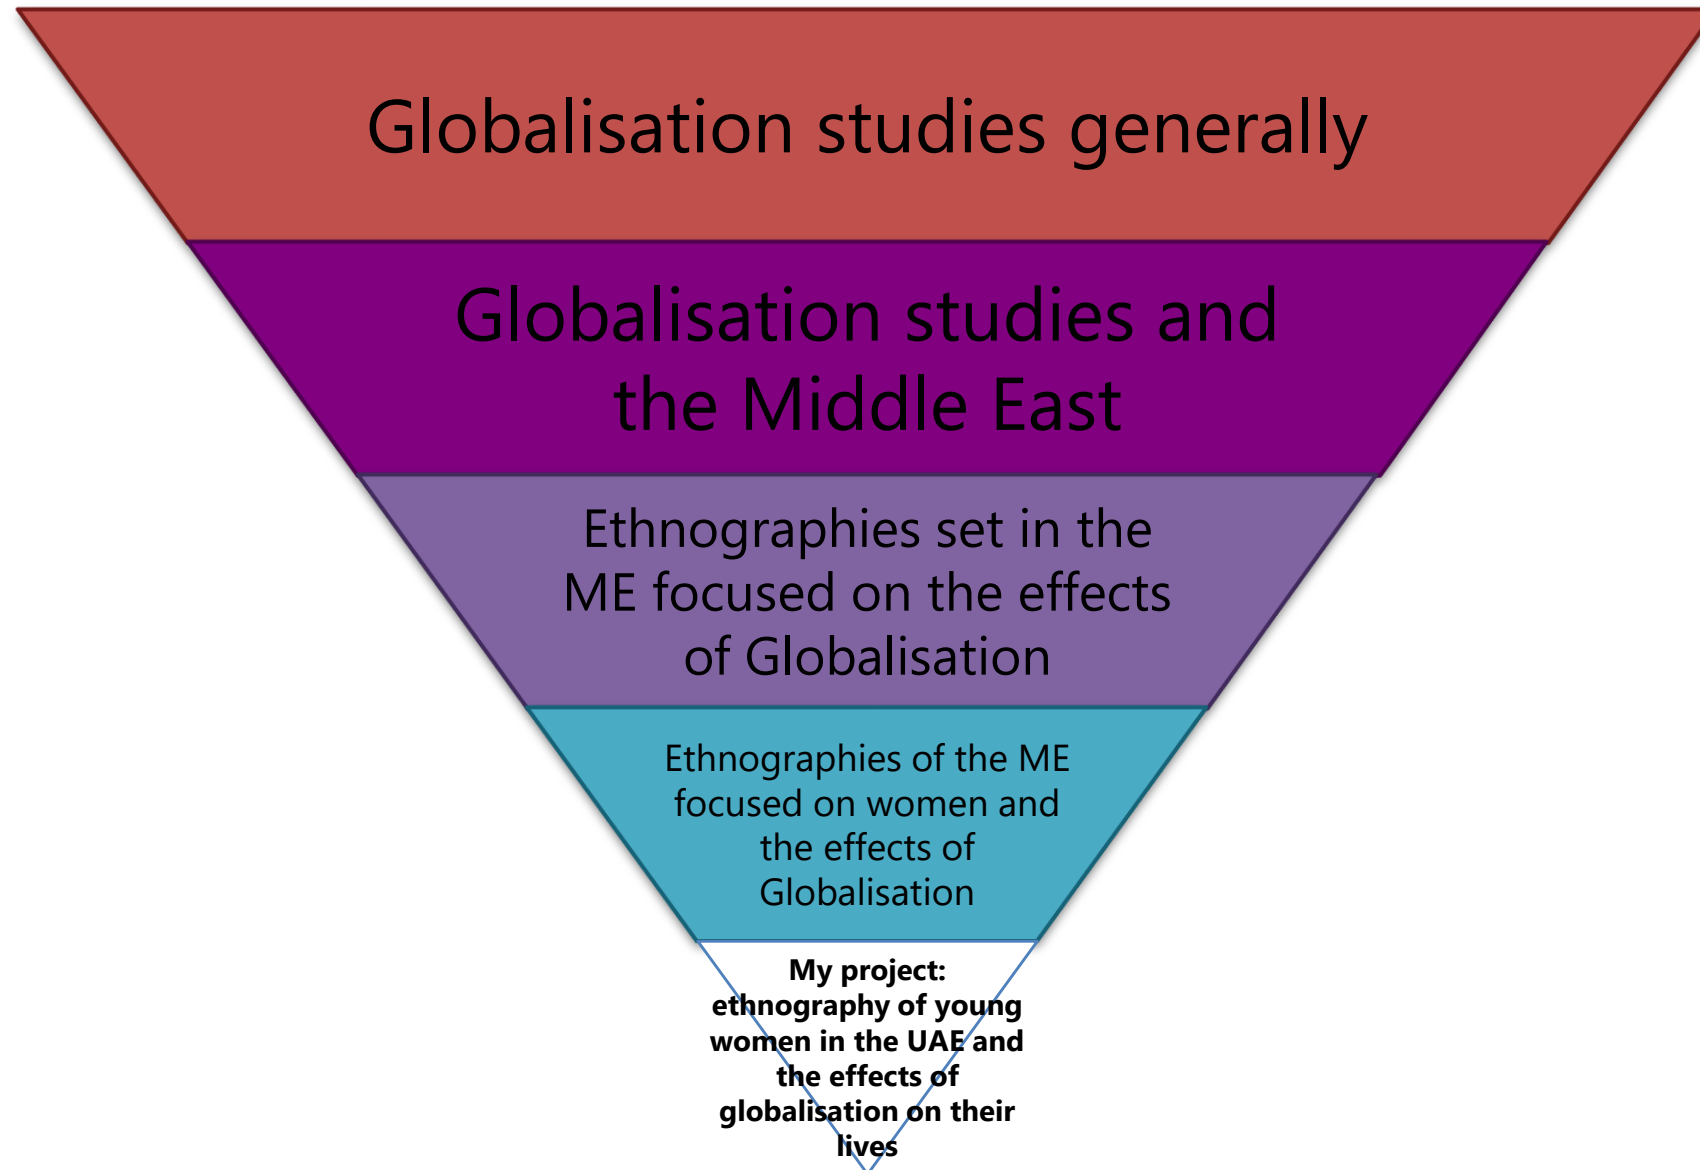 Globalisation studies generally
Globalisation studies and
the Middle East
Ethnographies set in the
ME focused on the effects
of Globalisation
Ethnographies of the ME
focused on women and
the effects of
Globalisation
My project:
ethnography of young
women in the UAE and
the effects of
globalisation on their
lives